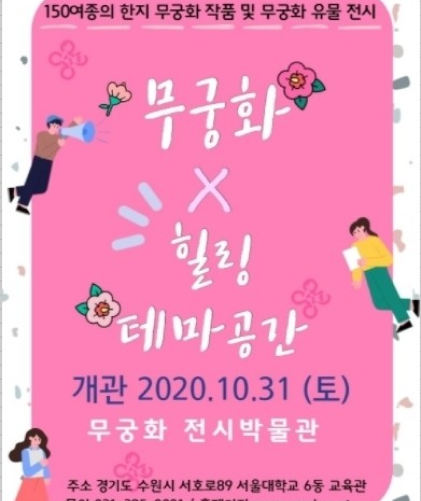 150여종의 한지 무궁화 작품 및 무궁화 유물 전시
무궁화
X
힐링
테마공간
개관 2020.10.31 (토)
무궁화 전시박물관
주소 경기도 수원시 서호로89 서울대학교 6동 교육관